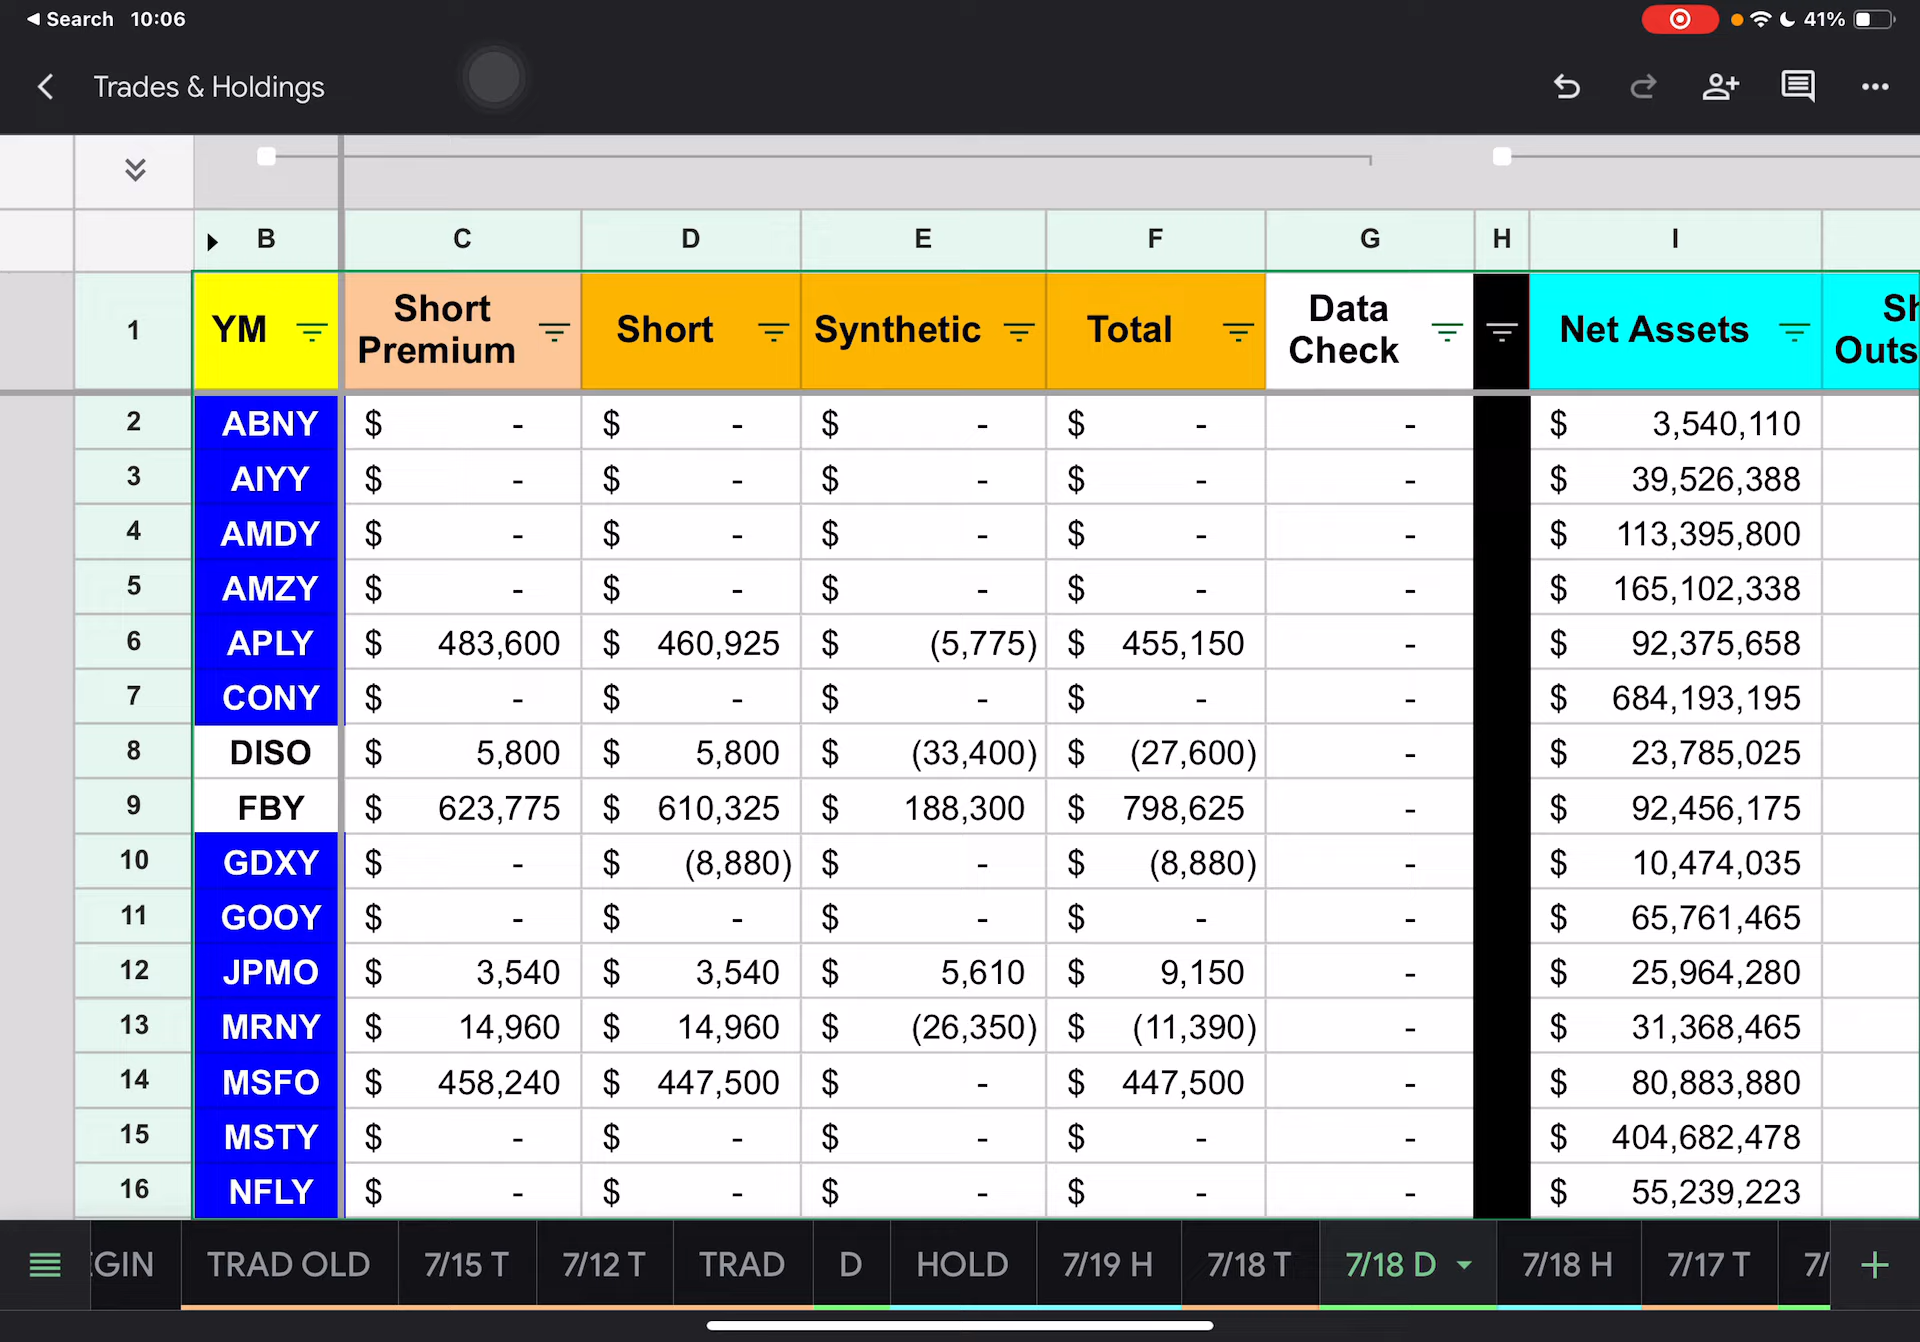 Search 10:06 41%
Trades & Holdings
B C D E F G H I
1 YM Short Premium Short Synthetic Total Data Check Net Assets Sh Outs
2 ABNY $ - $ - $ - $ - - $ 3,540,110
3 AIYY $ - $ - $ - $ - - $ 39,526,388
4 AMDY $ - $ - $ - $ - - $ 113,395,800
5 AMZY $ - $ - $ - $ - - $ 165,102,338
6 APLY $ 483,600 $ 460,925 $ (5,775) $ 455,150 - $ 92,375,658
7 CONY $ - $ - $ - $ - - $ 684,193,195
8 DISO $ 5,800 $ 5,800 $ (33,400) $ (27,600) - $ 23,785,025
9 FBY $ 623,775 $ 610,325 $ 188,300 $ 798,625 - $ 92,456,175
10 GDXY $ - $ (8,880) $ - $ (8,880) - $ 10,474,035
11 GOOY $ - $ - $ - $ - - $ 65,761,465
12 JPMO $ 3,540 $ 3,540 $ 5,610 $ 9,150 - $ 25,964,280
13 MRNY $ 14,960 $ 14,960 $ (26,350) $ (11,390) - $ 31,368,465
14 MSFO $ 458,240 $ 447,500 $ - $ 447,500 - $ 80,883,880
15 MSTY $ - $ - $ - $ - - $ 404,682,478
16 NFLY $ - $ - $ - $ - - $ 55,239,223
GIN TRAD OLD 7/15 T 7/12 T TRAD D HOLD 7/19 H 7/18 T 7/18 D 7/18 H 7/17 T 7/